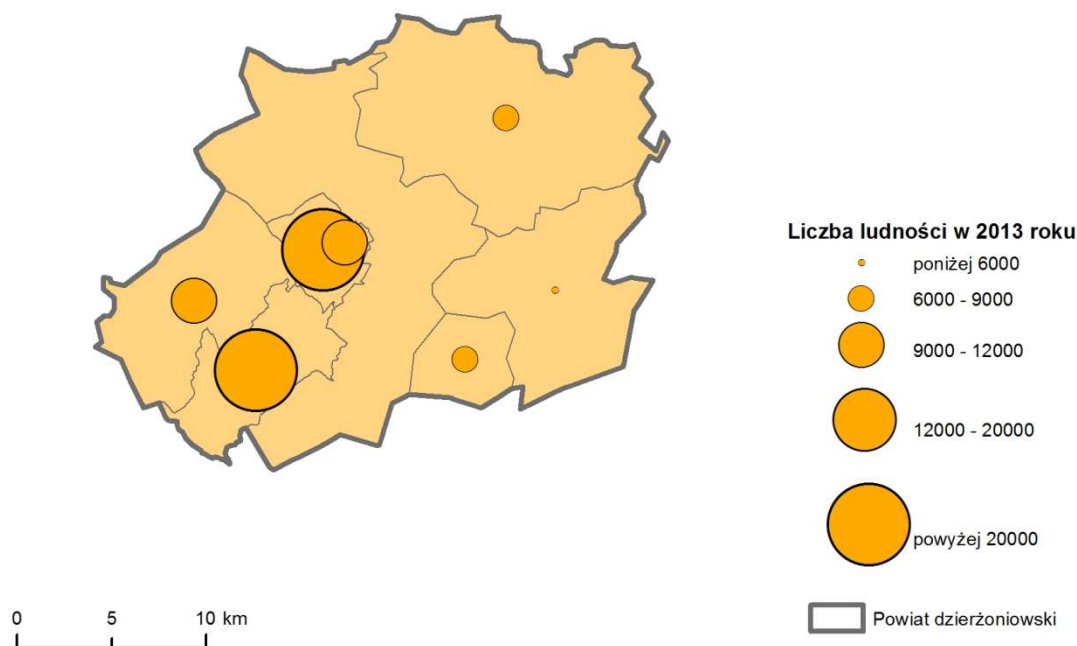 Liczba ludności w 2013 roku
poniżej 6000
6000 - 9000
9000 - 12000
12000 - 20000
powyżej 20000
Powiat dzierżoniowski
0 5 10 km